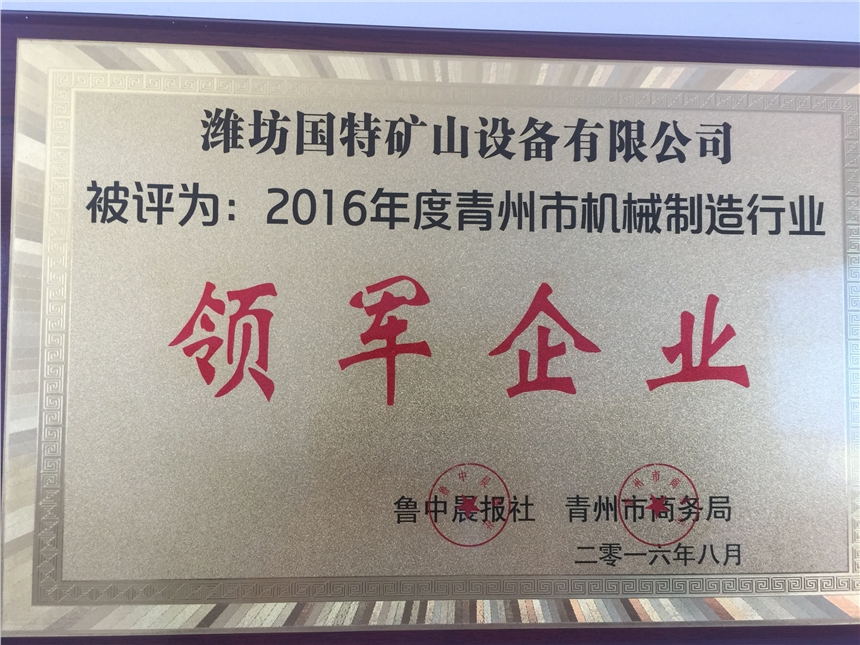 潍坊国特矿山设备有限公司
被评为：2016年度青州市机械制造行业
领军企业
鲁中晨报社 青州市商务局
二零一六年八月